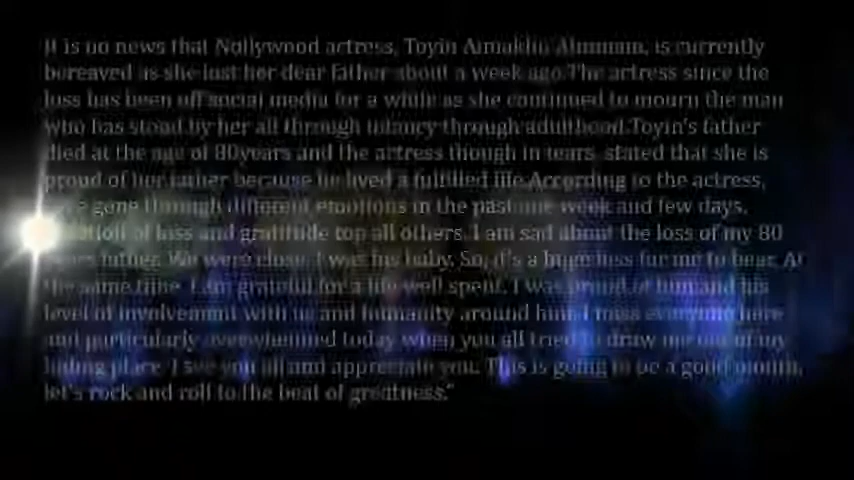 It is no news that Nollywood actress, Toyin Aimakhu is currently
bereaved as she lost her dear father about a week ago.The actress since the
loss has been off social media for a while as she continued to mourn the man
who has stood by her all through infancy through adulthood.Toyin's father
died at the age of 80years and the actress though in tears, stated that she is
proud of her father because he lived a fulfilled life.According to the actress,
gone through different emotions in the past one week and few days,
of loss and gratitude top all others. I am sad about the loss of my 80
years father. We were close, I was his baby. So, it's a huge loss for me to bear. At
the same time, I am grateful for a life well spent. I was proud of him and his
level of involvement with us and humanity around him. I miss everyone here
and particularly overwhelmed today when you all tried to draw me out of my
hiding place. I see you all and appreciate you. This is going to be a good month,
let's rock and roll to the beat of greatness."